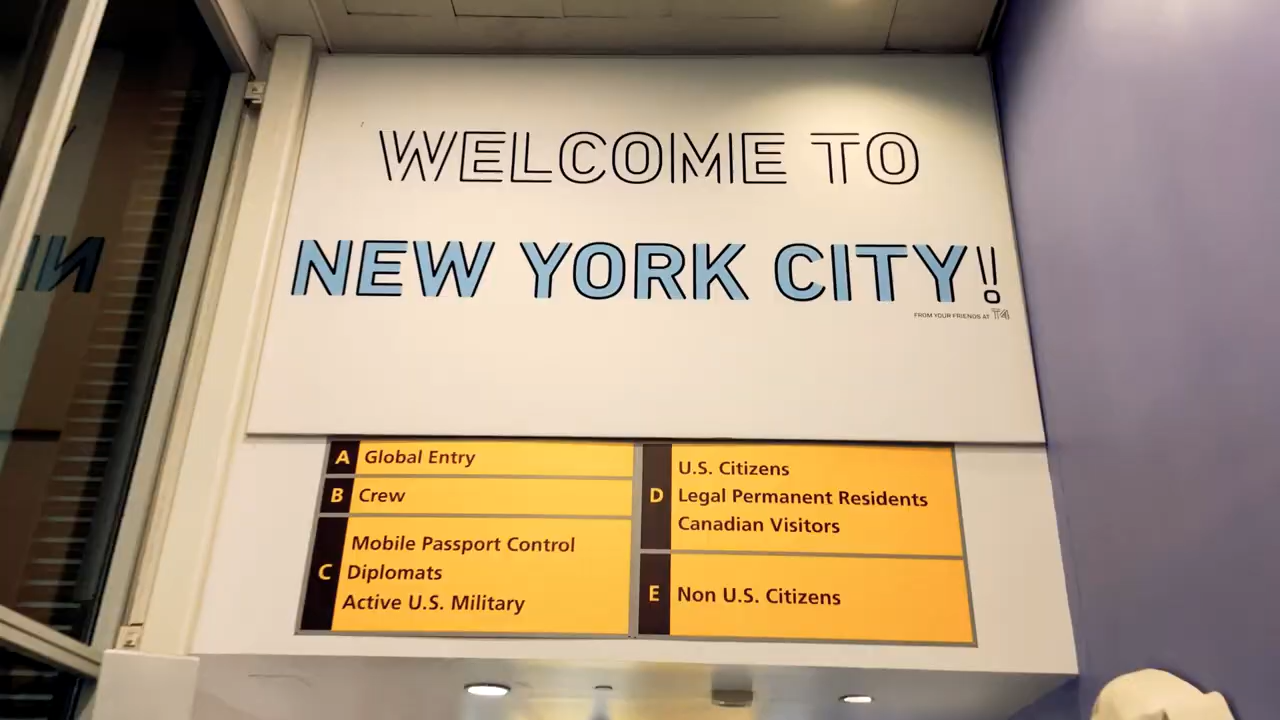 WELCOME TO
NEW YORK CITY!!
FROM YOUR FRIENDS AT T4
A Global Entry
B Crew
C Mobile Passport Control
Diplomats
Active U.S. Military
D U.S. Citizens
Legal Permanent Residents
Canadian Visitors
E Non U.S. Citizens